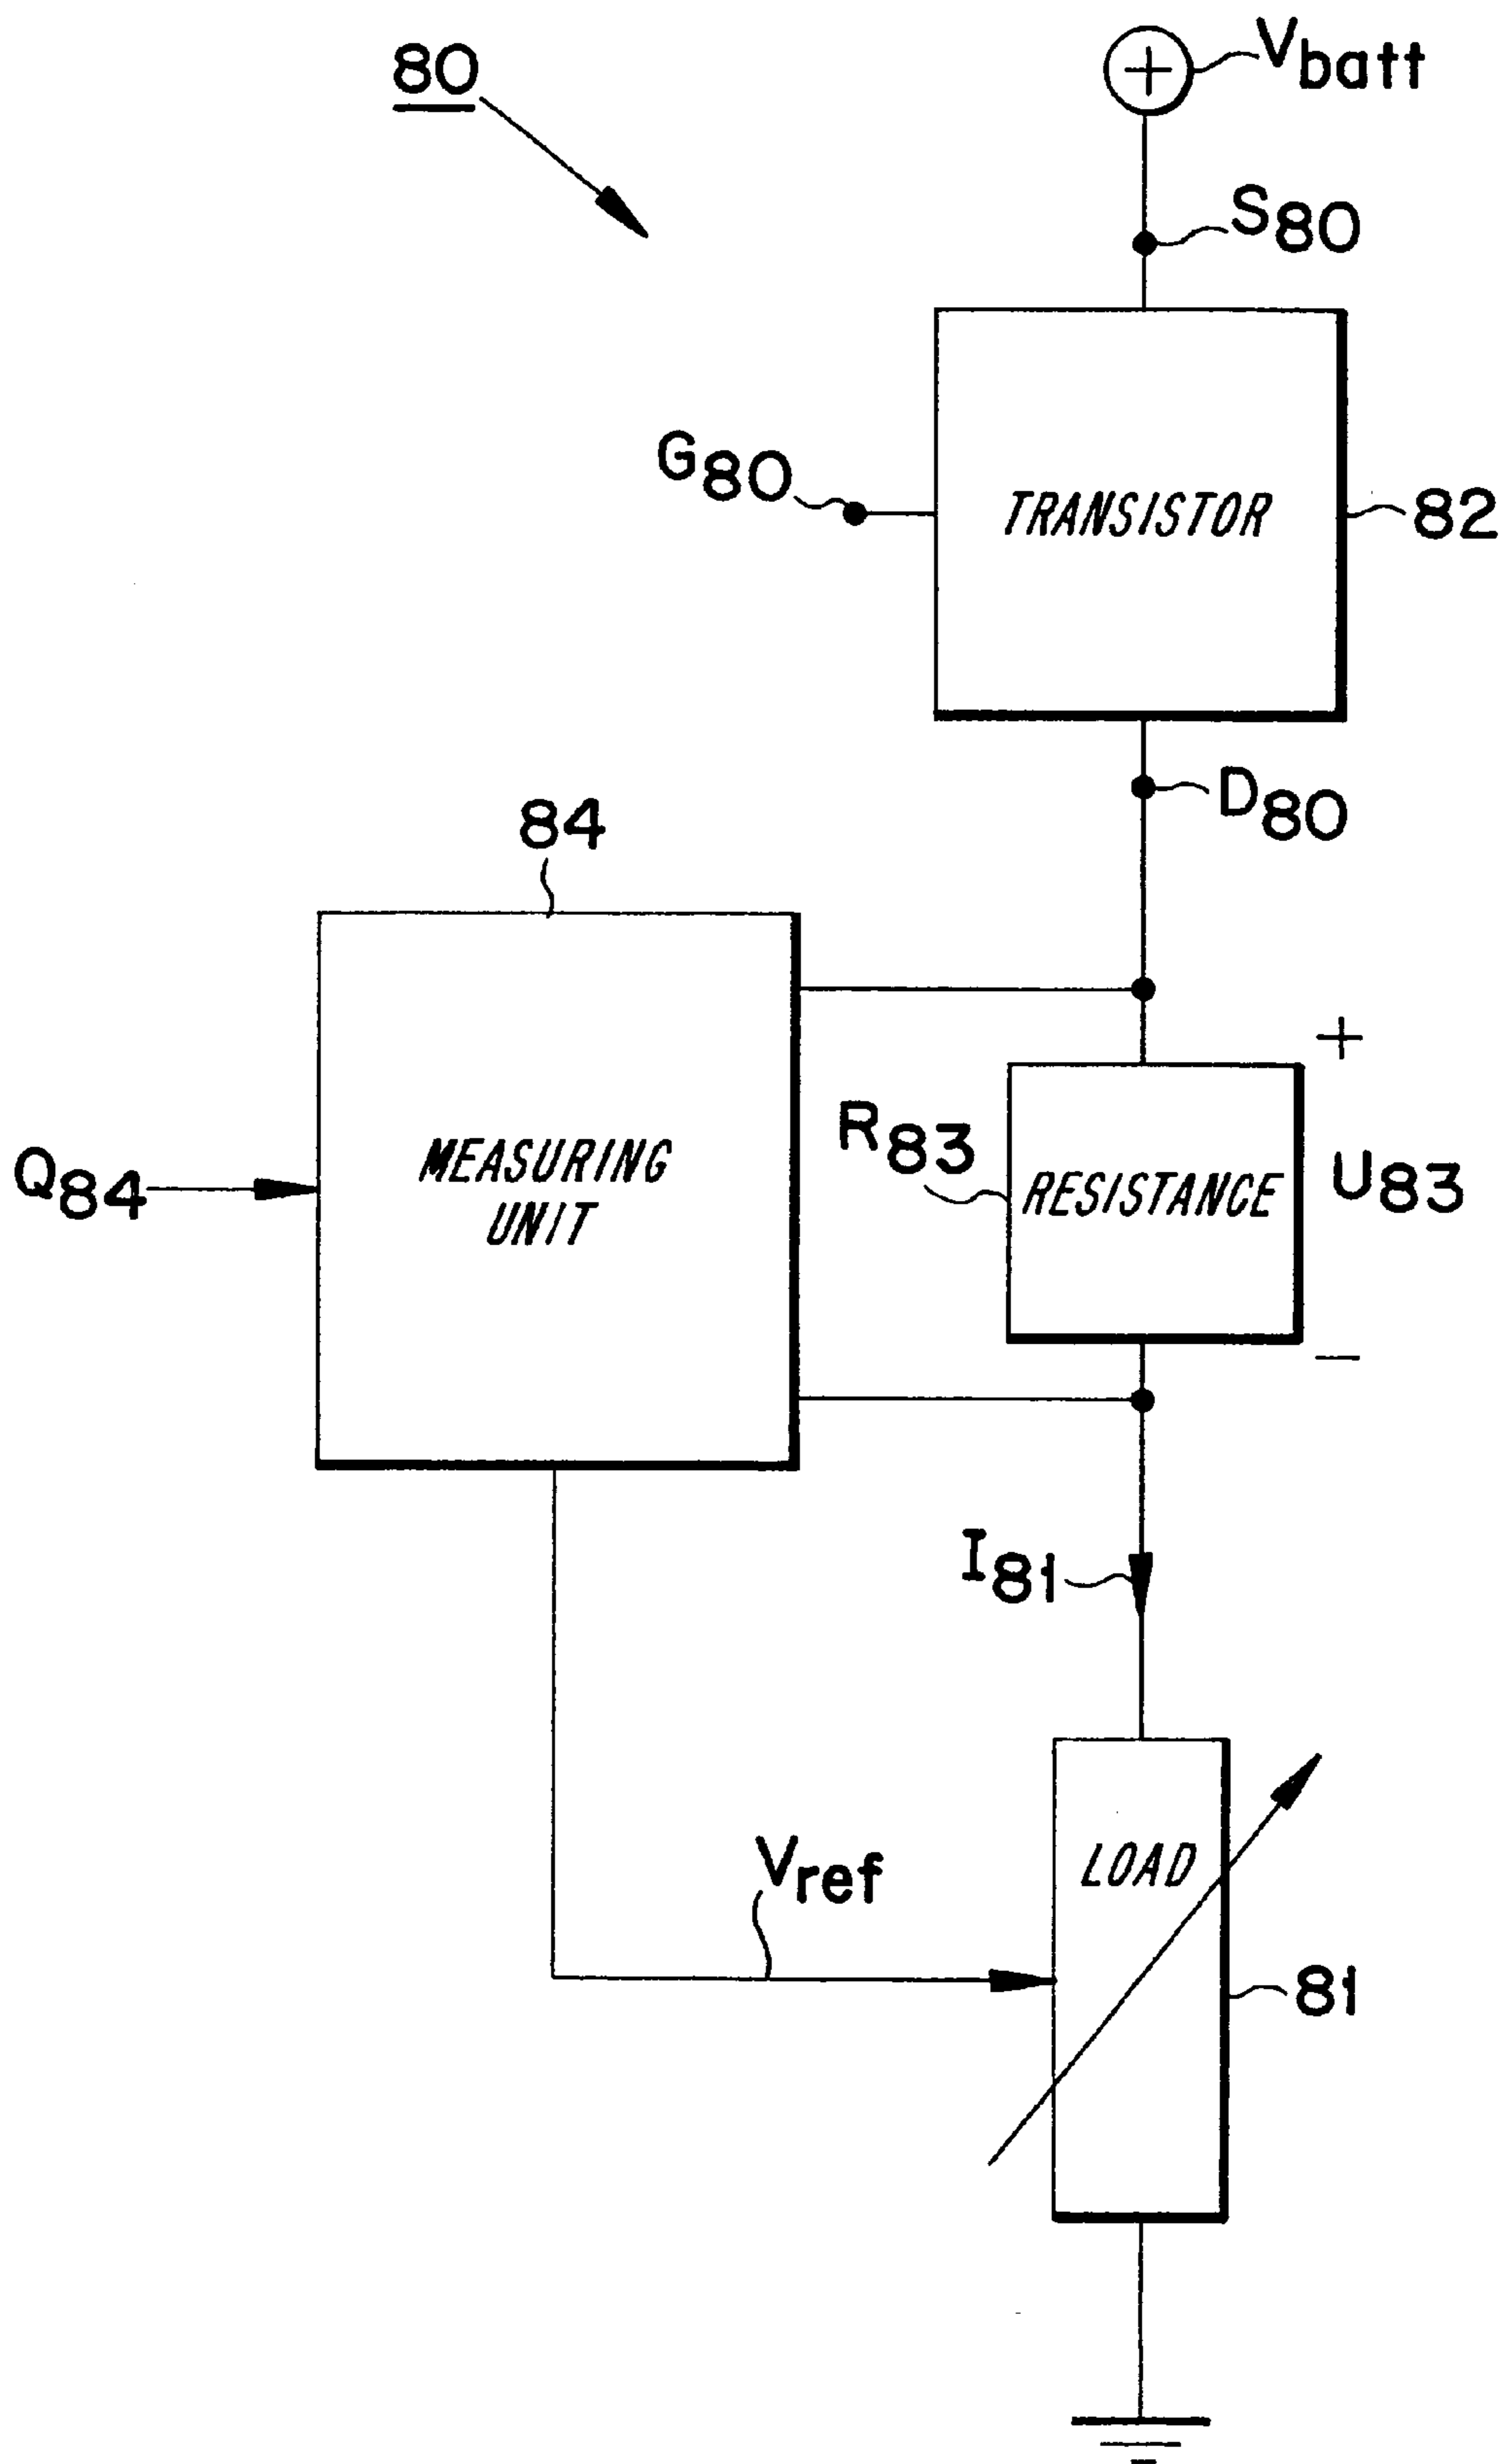 80
Vbatt
S80
G80
TRANSISTOR
82
D80
84
+
MEASURING
UNIT
Q84
R83
RESISTANCE
U83
−
I81
Vref
LOAD
81